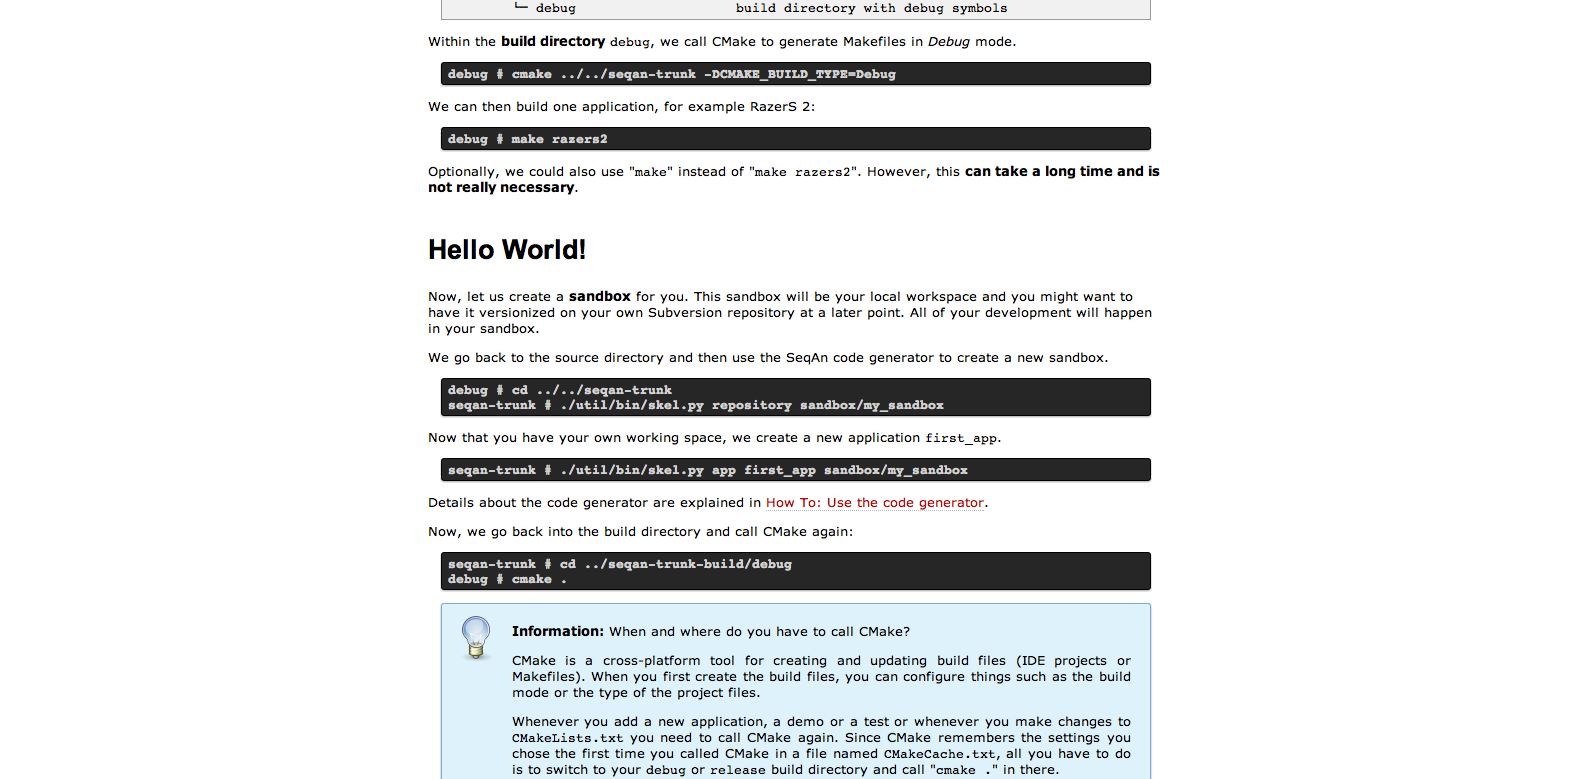 └─ debug build directory with debug symbols
Within the build directory debug, we call CMake to generate Makefiles in Debug mode.
debug # cmake ../../seqan-trunk -DCMAKE_BUILD_TYPE=Debug
We can then build one application, for example RazerS 2:
debug # make razers2
Optionally, we could also use "make" instead of "make razers2". However, this can take a long time and is
not really necessary.
Hello World!
Now, let us create a sandbox for you. This sandbox will be your local workspace and you might want to
have it versionized on your own Subversion repository at a later point. All of your development will happen
in your sandbox.
We go back to the source directory and then use the SeqAn code generator to create a new sandbox.
debug # cd ../../seqan-trunk
seqan-trunk # ./util/bin/skel.py repository sandbox/my_sandbox
Now that you have your own working space, we create a new application first_app.
seqan-trunk # ./util/bin/skel.py app first_app sandbox/my_sandbox
Details about the code generator are explained in How To: Use the code generator.
Now, we go back into the build directory and call CMake again:
seqan-trunk # cd ../seqan-trunk-build/debug
debug # cmake .
Information: When and where do you have to call CMake?
CMake is a cross-platform tool for creating and updating build files (IDE projects or
Makefiles). When you first create the build files, you can configure things such as the build
mode or the type of the project files.
Whenever you add a new application, a demo or a test or whenever you make changes to
CMakeLists.txt you need to call CMake again. Since CMake remembers the settings you
chose the first time you called CMake in a file named CMakeCache.txt, all you have to do
is to switch to your debug or release build directory and call "cmake ." in there.